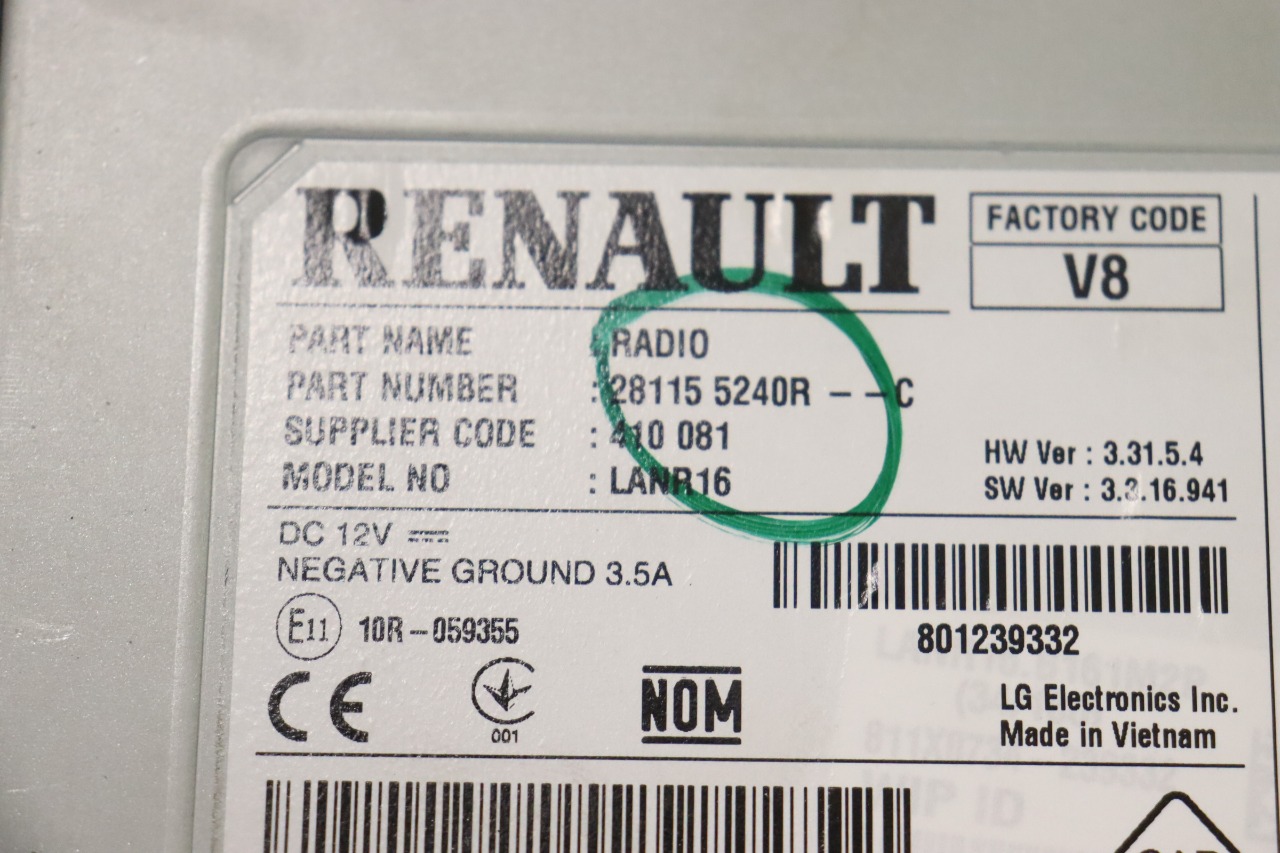 RENAULT
FACTORY CODE
V8
PART NAME : RADIO
PART NUMBER : 28115 5240R - - C
SUPPLIER CODE : 410 081
MODEL NO : LANR16
HW Ver : 3.31.5.4
SW Ver : 3.3.16.941
DC 12V
NEGATIVE GROUND 3.5A
E11 10R-059355
801239332
CE
001
NOM
LG Electronics Inc.
Made in Vietnam
WIP ID